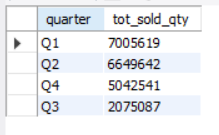 quarter tot_sold_qty
Q1 7005619
Q2 6649642
Q4 5042541
Q3 2075087